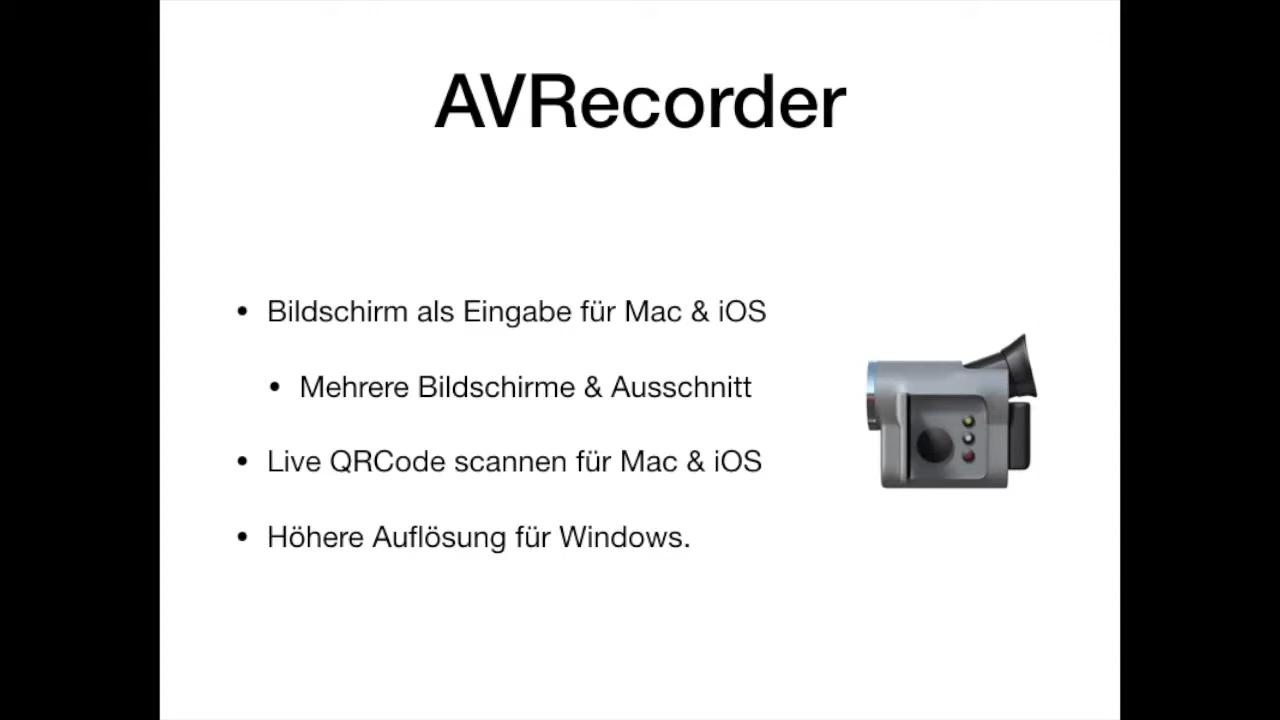 AVRecorder
• Bildschirm als Eingabe für Mac & iOS
• Mehrere Bildschirme & Ausschnitt
• Live QRCode scannen für Mac & iOS
• Höhere Auflösung für Windows.